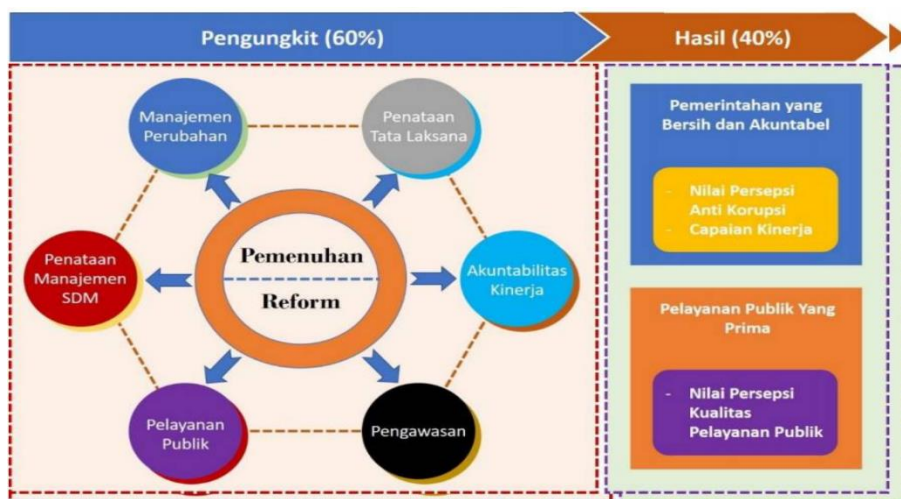 Pengungkit (60%)
Hasil (40%)
Manajemen
Perubahan
Penataan
Tata Laksana
Penataan
Manajemen
SDM
Pemenuhan
Reform
Akuntabilitas
Kinerja
Pelayanan
Publik
Pengawasan
Pemerintahan yang
Bersih dan Akuntabel
- Nilai Persepsi
Anti Korupsi
- Capaian Kinerja
Pelayanan Publik Yang
Prima
- Nilai Persepsi
Kualitas
Pelayanan Publik